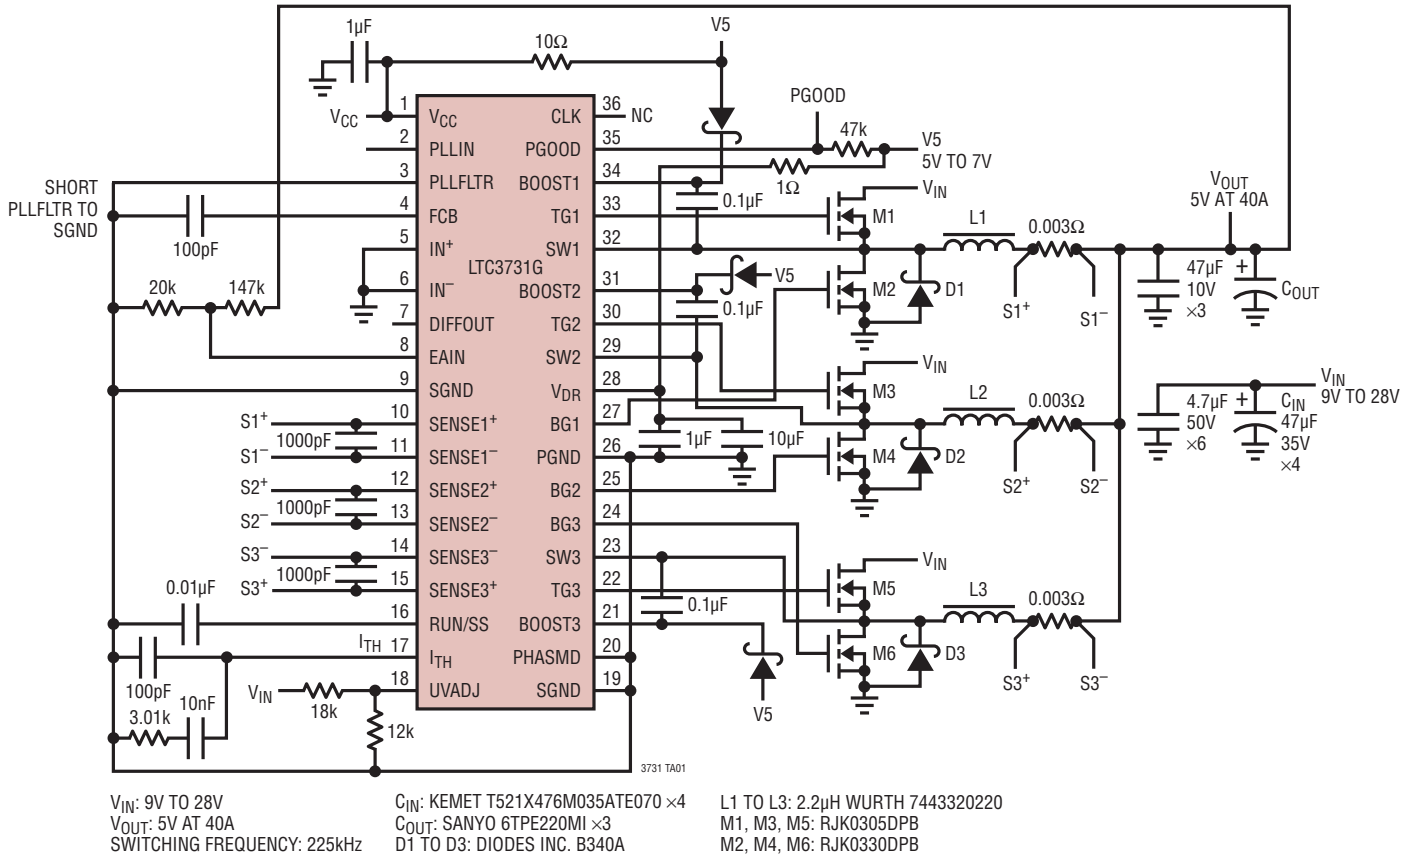 1µF
10Ω
V5
PGOOD
47k
V5
5V TO 7V
1Ω
VCC
1 VCC CLK 36 NC
2 PLLIN PGOOD 35
3 PLLFLTR BOOST1 34
4 FCB TG1 33
5 IN+ SW1 32
6 IN– BOOST2 31
7 DIFFOUT TG2 30
8 EAIN SW2 29
9 SGND VDR 28
10 SENSE1+ BG1 27
11 SENSE1– PGND 26
12 SENSE2+ BG2 25
13 SENSE2– BG3 24
14 SENSE3– SW3 23
15 SENSE3+ TG3 22
16 RUN/SS BOOST3 21
17 ITH PHASMD 20
18 UVADJ SGND 19
LTC3731G
SHORT
PLLFLTR TO
SGND
100pF
20k
147k
S1+
1000pF
S1–
S2+
1000pF
S2–
S3–
1000pF
S3+
0.01µF
ITH
100pF
10nF
3.01k
VIN
18k
12k
0.1µF
V5
0.1µF
1µF
10µF
0.1µF
V5
VIN
M1
M2
D1
L1
0.003Ω
S1+
S1–
VOUT
5V AT 40A
47µF
10V
×3
+
COUT
VIN
M3
M4
D2
L2
0.003Ω
S2+
S2–
4.7µF
50V
×6
+
CIN
47µF
35V
×4
VIN
9V TO 28V
VIN
M5
M6
D3
L3
0.003Ω
S3+
S3–
3731 TA01
VIN: 9V TO 28V
VOUT: 5V AT 40A
SWITCHING FREQUENCY: 225kHz
CIN: KEMET T521X476M035ATE070 ×4
COUT: SANYO 6TPE220MI ×3
D1 TO D3: DIODES INC. B340A
L1 TO L3: 2.2µH WURTH 7443320220
M1, M3, M5: RJK0305DPB
M2, M4, M6: RJK0330DPB